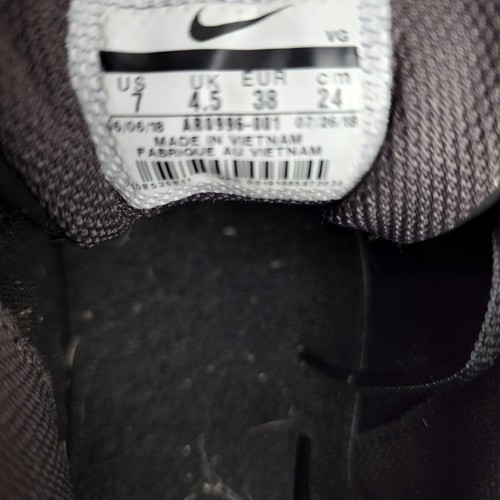 VG
US UK EUR cm
7 4.5 38 24
06/06/18 AR0996-001 07/26/18
MADE IN VIETNAM
FABRIQUE AU VIETNAM